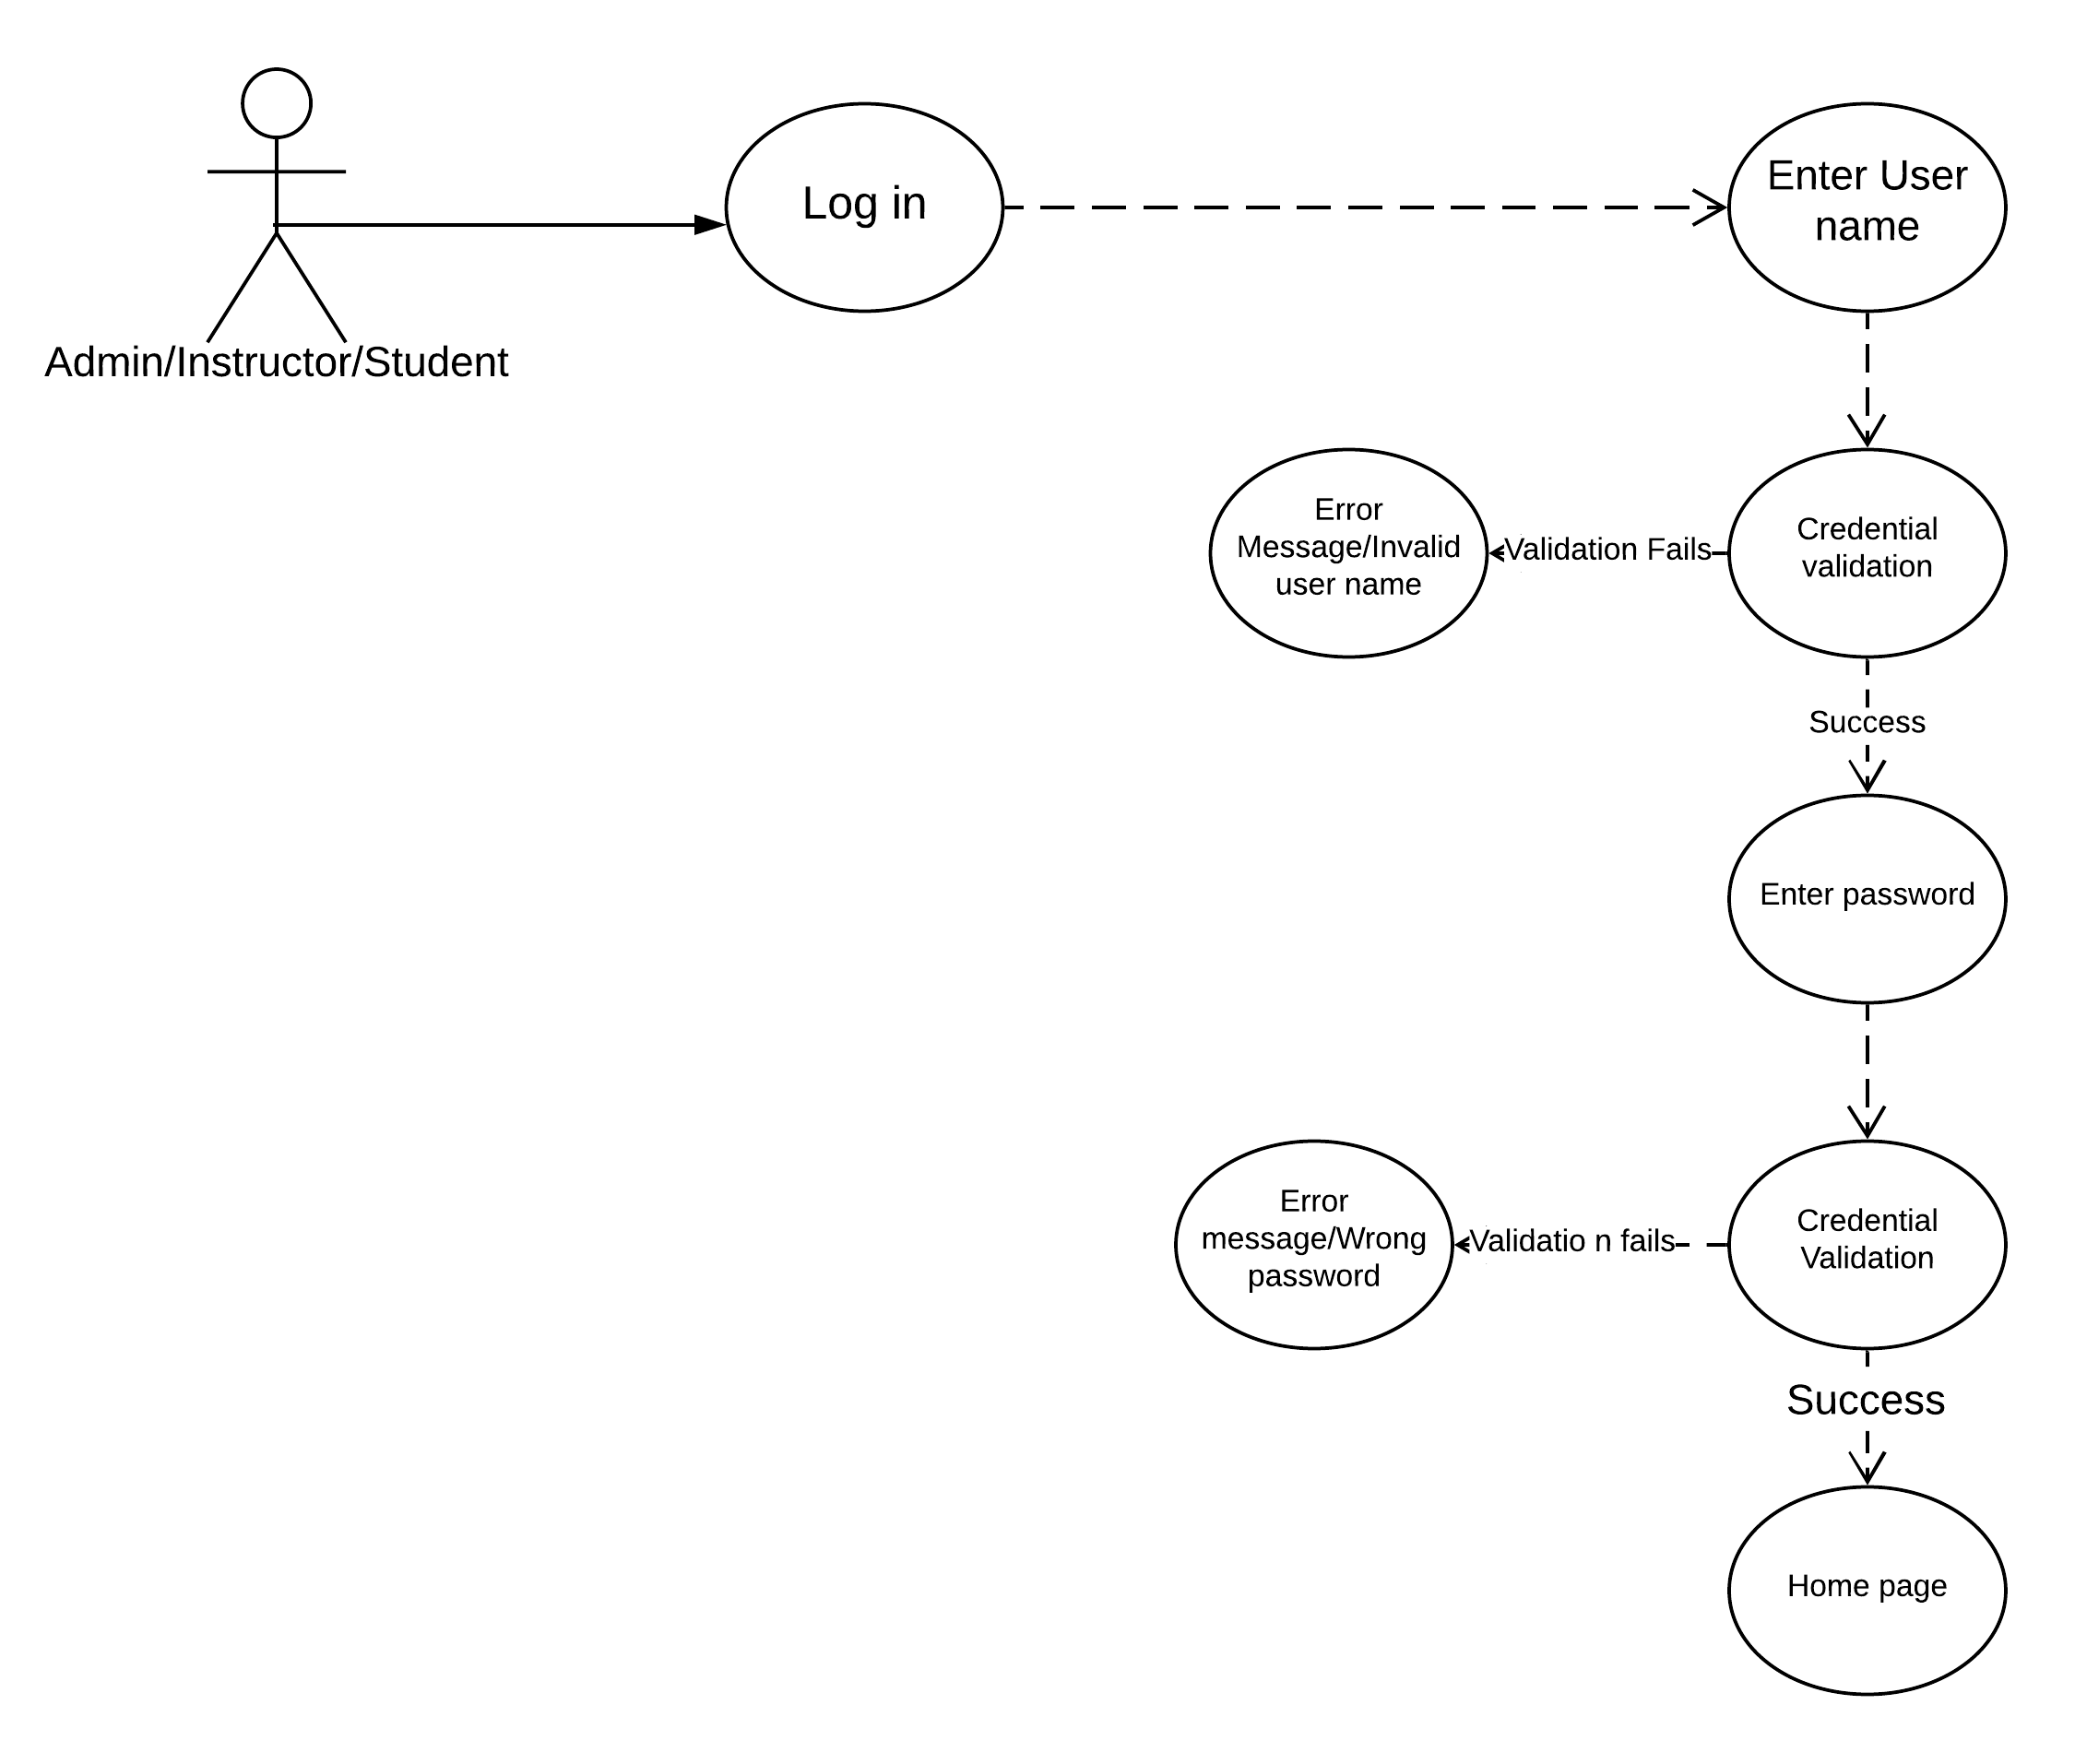 Log in
Enter User
name
Admin/Instructor/Student
Error
Message/Invalid
user name
Validation Fails
Credential
validation
Success
Enter password
Error
message/Wrong
password
Validatio n fails
Credential
Validation
Success
Home page